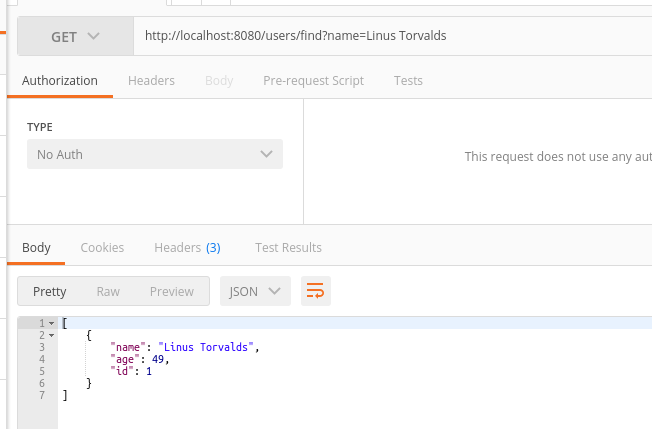 GET http://localhost:8080/users/find?name=Linus Torvalds
Authorization Headers Body Pre-request Script Tests
TYPE
No Auth
This request does not use any aut
Body Cookies Headers (3) Test Results
Pretty Raw Preview JSON
1 [
2 {
3 "name": "Linus Torvalds",
4 "age": 49,
5 "id": 1
6 }
7 ]